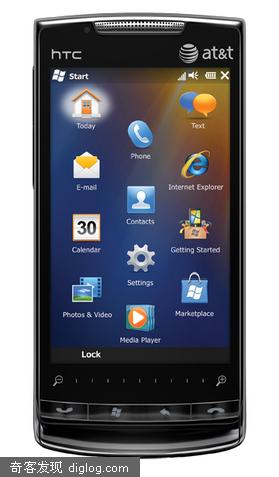 htc
at&t
Start
Today
Text
Phone
E-mail
Internet Explorer
Contacts
30
Calendar
Getting Started
Settings
Photos & Video
Marketplace
Media Player
Lock
奇客发现 diglog.com